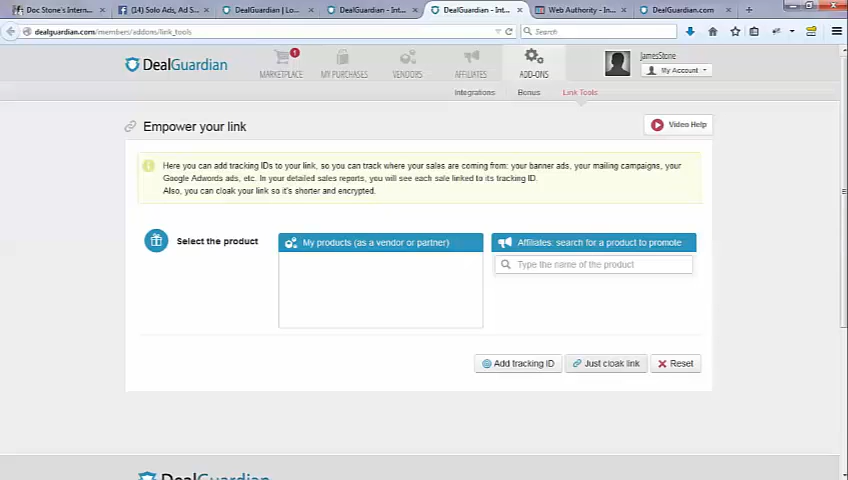 Doc Stone's Intern...
(14) Solo Ads, Ad S...
DealGuardian | Lo...
DealGuardian - Int...
DealGuardian - Int...
Web Authority - Int...
DealGuardian.com
dealguardian.com/members/addons/link_tools
Search
DealGuardian
1
MARKETPLACE
MY PURCHASES
VENDORS
AFFILIATES
ADD-ONS
JamesStone
My Account
Integrations
Bonus
Link Tools
Empower your link
Video Help
Here you can add tracking IDs to your link, so you can track where your sales are coming from: your banner ads, your mailing campaigns, your
Google Adwords ads, etc. In your detailed sales reports, you will see each sale linked to its tracking ID.
Also, you can cloak your link so it's shorter and encrypted.
Select the product
My products (as a vendor or partner)
Affiliates: search for a product to promote
Type the name of the product
Add tracking ID
Just cloak link
Reset
DealGuardian